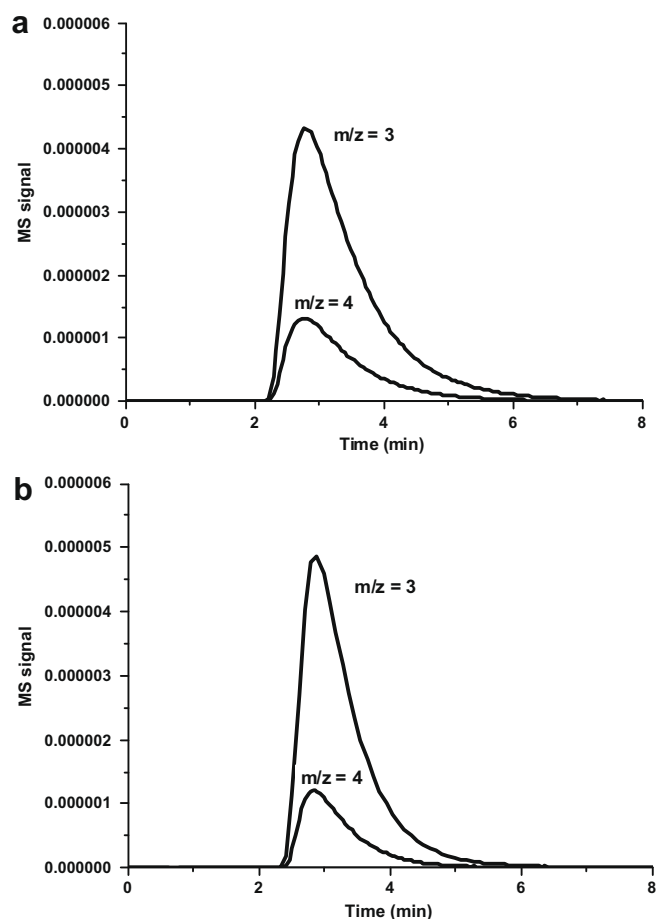 a
0.000006
0.000005
m/z = 3
0.000004
0.000003
MS signal
0.000002
m/z = 4
0.000001
0.000000
0 2 4 6 8
Time (min)
b
0.000006
0.000005
m/z = 3
0.000004
0.000003
MS signal
0.000002
m/z = 4
0.000001
0.000000
0 2 4 6 8
Time (min)